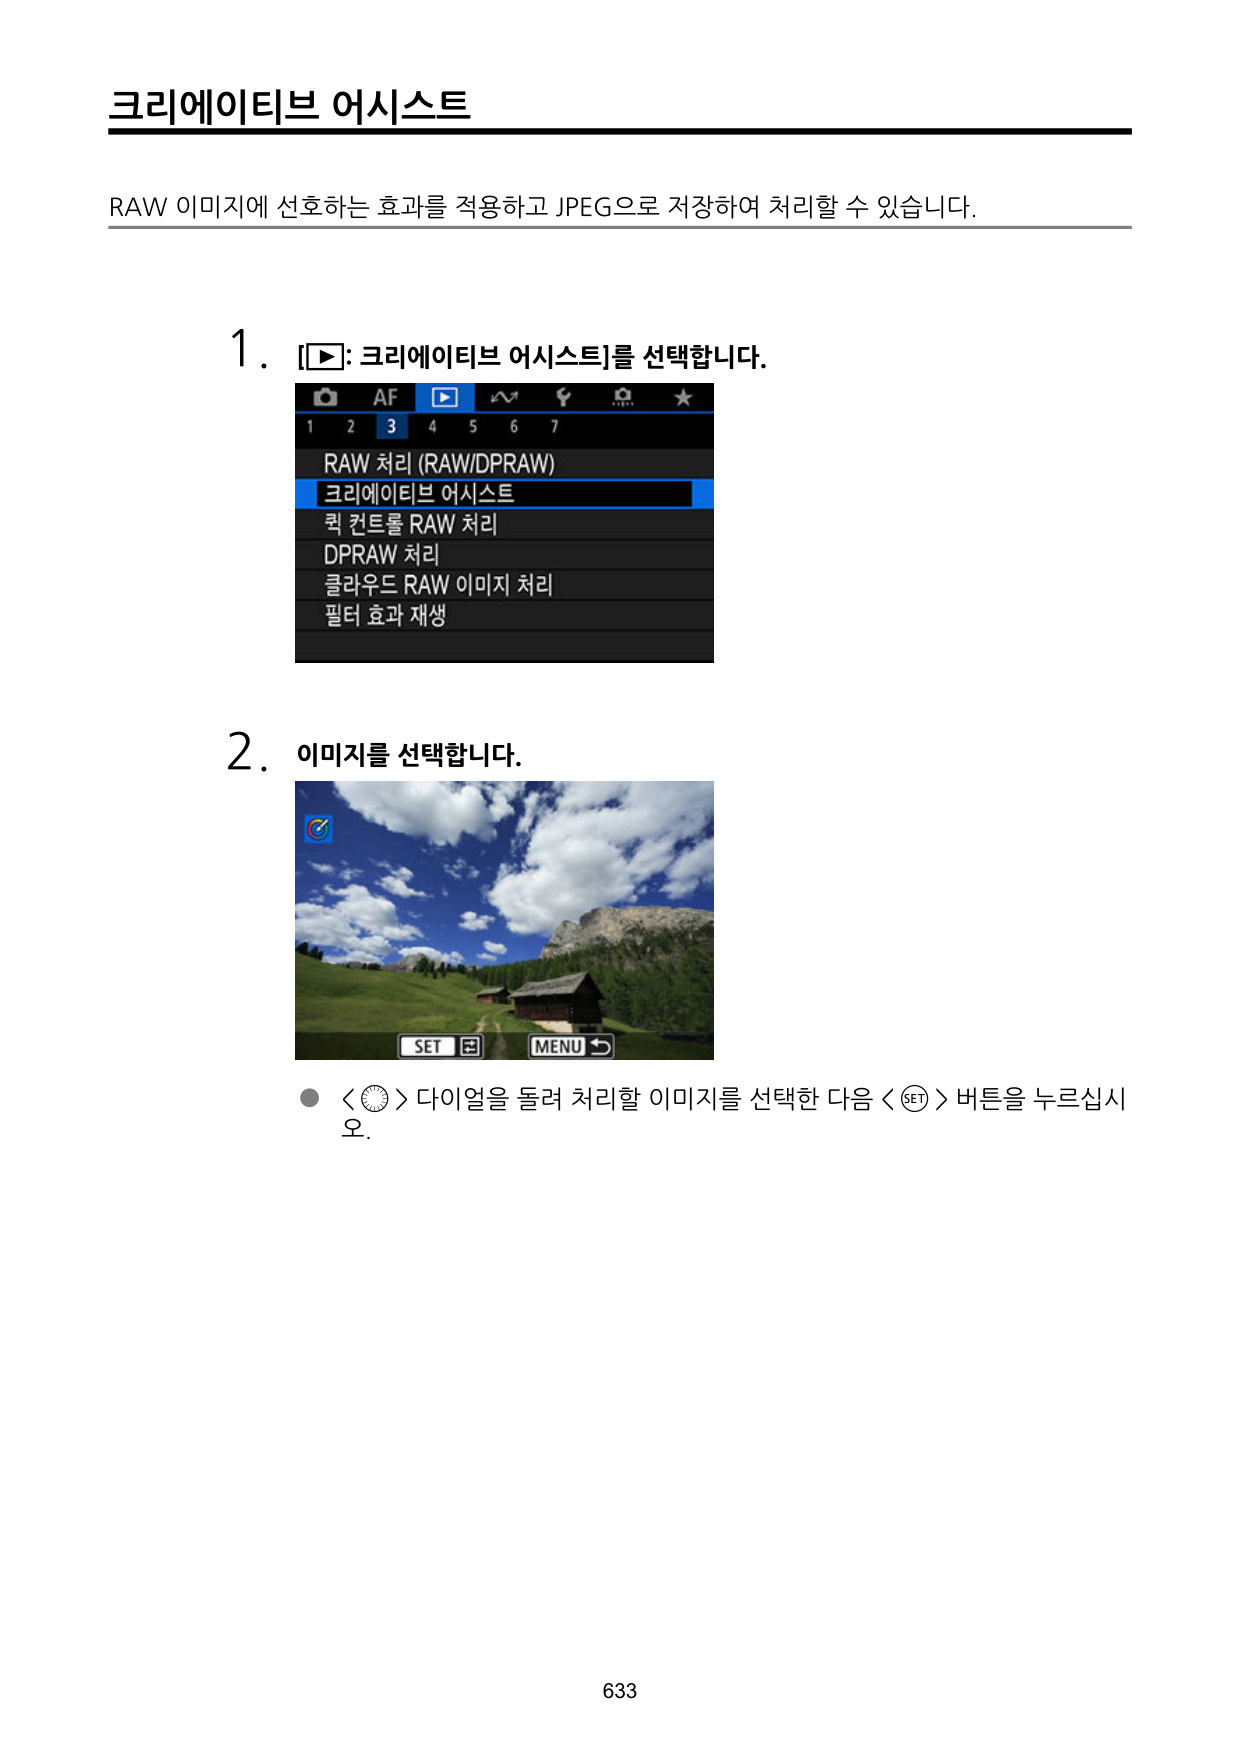 크리에이티브 어시스트
RAW 이미지에 선호하는 효과를 적용하고 JPEG으로 저장하여 처리할 수 있습니다.
1. [▶: 크리에이티브 어시스트]를 선택합니다.
AF
1 2 3 4 5 6 7
RAW 처리 (RAW/DPRAW)
크리에이티브 어시스트
퀵 컨트롤 RAW 처리
DPRAW 처리
클라우드 RAW 이미지 처리
필터 효과 재생
2. 이미지를 선택합니다.
SET MENU
● < > 다이얼을 돌려 처리할 이미지를 선택한 다음 < SET > 버튼을 누르십시
오.
633